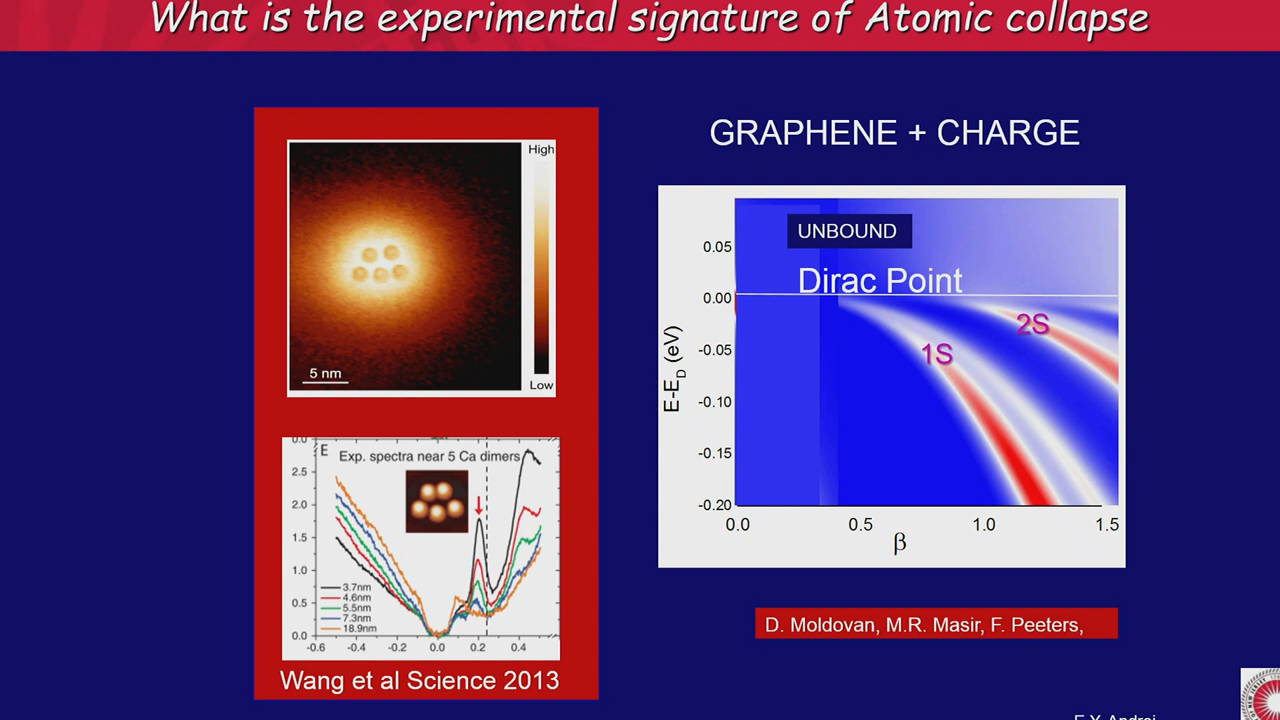 What is the experimental signature of Atomic collapse
High
5 nm
Low
0.0
E
Exp. spectra near 5 Ca dimers
2.5
2.0
1.5
1.0
0.5
0.0
3.7nm
4.6nm
5.5nm
7.3nm
18.9nm
-0.6 -0.4 -0.2 0.0 0.2 0.4
Wang et al Science 2013
GRAPHENE + CHARGE
UNBOUND
Dirac Point
2S
1S
E-E_D (eV)
0.05
0.00
-0.05
-0.10
-0.15
-0.20
0.0 0.5 1.0 1.5
β
D. Moldovan, M.R. Masir, F. Peeters,
E.Y. Andrei